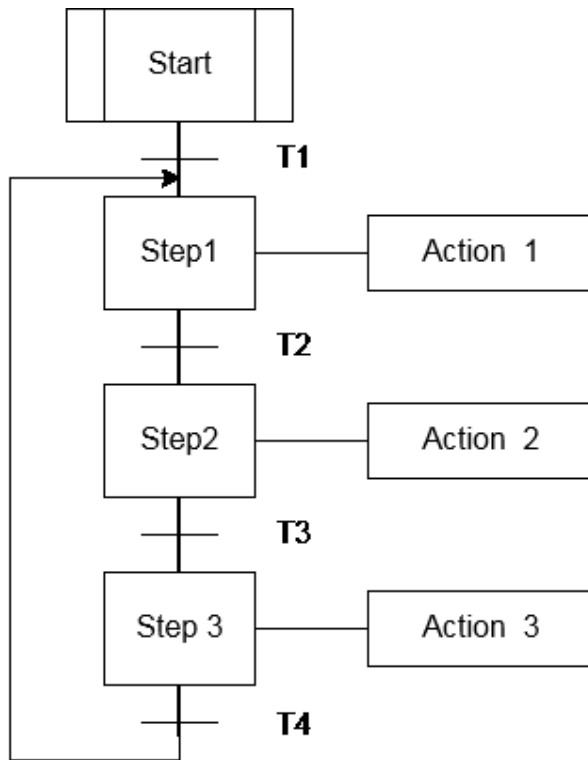 Start
T1
Step1
Action 1
T2
Step2
Action 2
T3
Step 3
Action 3
T4